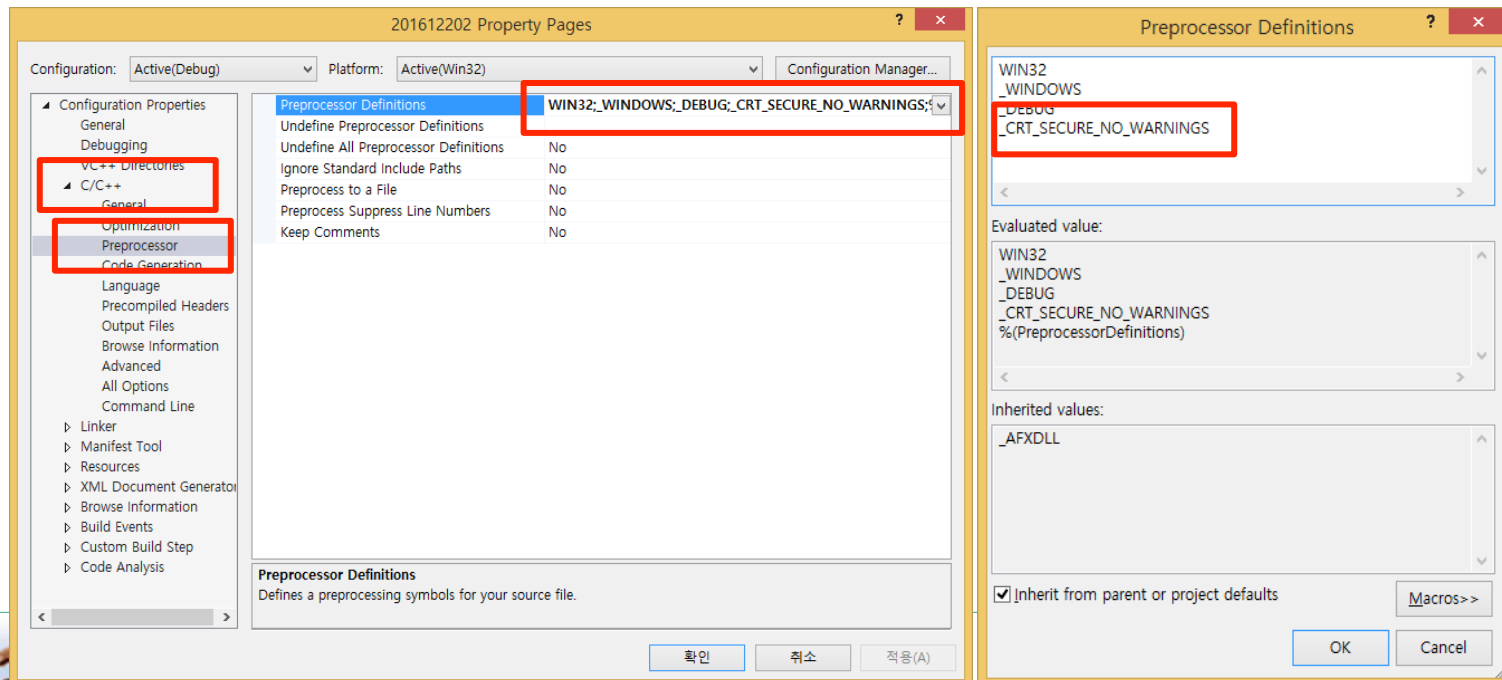 201612202 Property Pages
? ×
Configuration: Active(Debug) Platform: Active(Win32) Configuration Manager...
Configuration Properties
General
Debugging
VC++ Directories
C/C++
General
Optimization
Preprocessor
Code Generation
Language
Precompiled Headers
Output Files
Browse Information
Advanced
All Options
Command Line
Linker
Manifest Tool
Resources
XML Document Generator
Browse Information
Build Events
Custom Build Step
Code Analysis
Preprocessor Definitions WIN32;_WINDOWS;_DEBUG;_CRT_SECURE_NO_WARNINGS;
Undefine Preprocessor Definitions
Undefine All Preprocessor Definitions No
Ignore Standard Include Paths No
Preprocess to a File No
Preprocess Suppress Line Numbers No
Keep Comments No
Preprocessor Definitions
Defines a preprocessing symbols for your source file.
확인 취소 적용(A)
Preprocessor Definitions
? ×
WIN32
_WINDOWS
_DEBUG
_CRT_SECURE_NO_WARNINGS
Evaluated value:
WIN32
_WINDOWS
_DEBUG
_CRT_SECURE_NO_WARNINGS
%(PreprocessorDefinitions)
Inherited values:
_AFXDLL
Inherit from parent or project defaults
Macros>>
OK Cancel